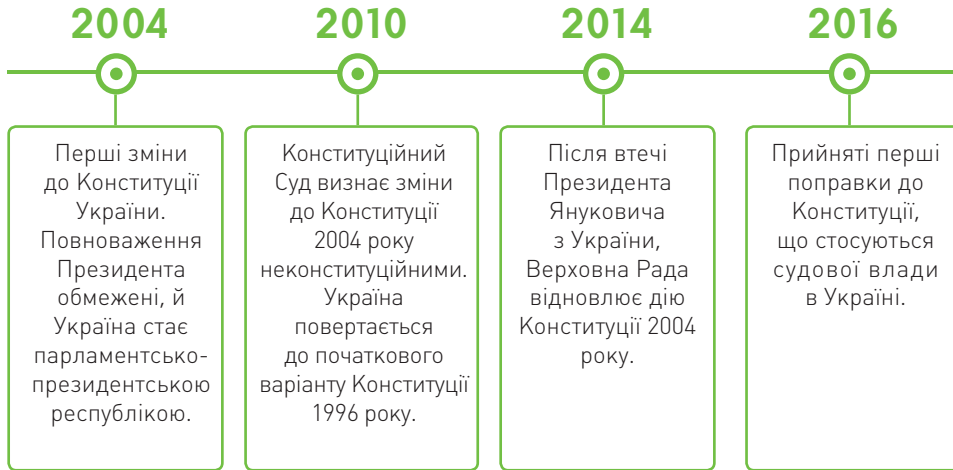 2004
Перші зміни
до Конституції
України.
Повноваження
Президента
обмежені, й
Україна стає
парламентсько-
президентською
республікою.
2010
Конституційний
Суд визнає зміни
до Конституції
2004 року
неконституційними.
Україна
повертається
до початкового
варіанту Конституції
1996 року.
2014
Після втечі
Президента
Януковича
з України,
Верховна Рада
відновлює дію
Конституції 2004
року.
2016
Прийняті перші
поправки до
Конституції,
що стосуються
судової влади
в Україні.